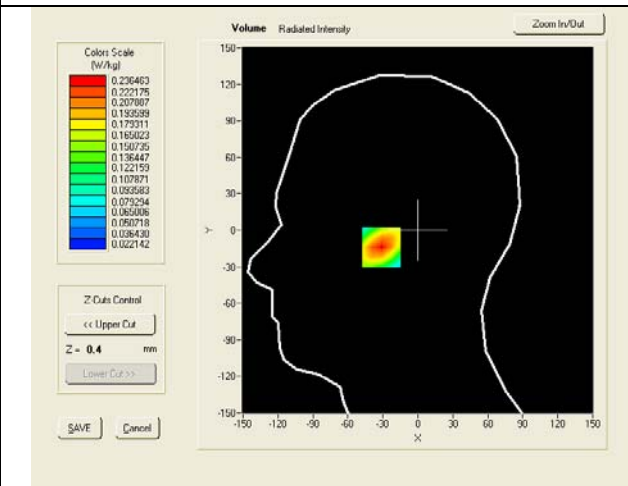 Volume Radiated Intensity
Zoom In/Out
Colors Scale
(W/kg)
0.236463
0.222175
0.207887
0.193599
0.179311
0.165023
0.150735
0.136447
0.122159
0.107871
0.093583
0.079294
0.065006
0.050718
0.036430
0.022142
Z-Cuts Control
<< Upper Cut
Z = 0.4 mm
Lower Cut >>
SAVE Cancel
150
120
90
60
30
0
-30
-60
-90
-120
-150
Y
-150 -120 -90 -60 -30 0 30 60 90 120 150
X